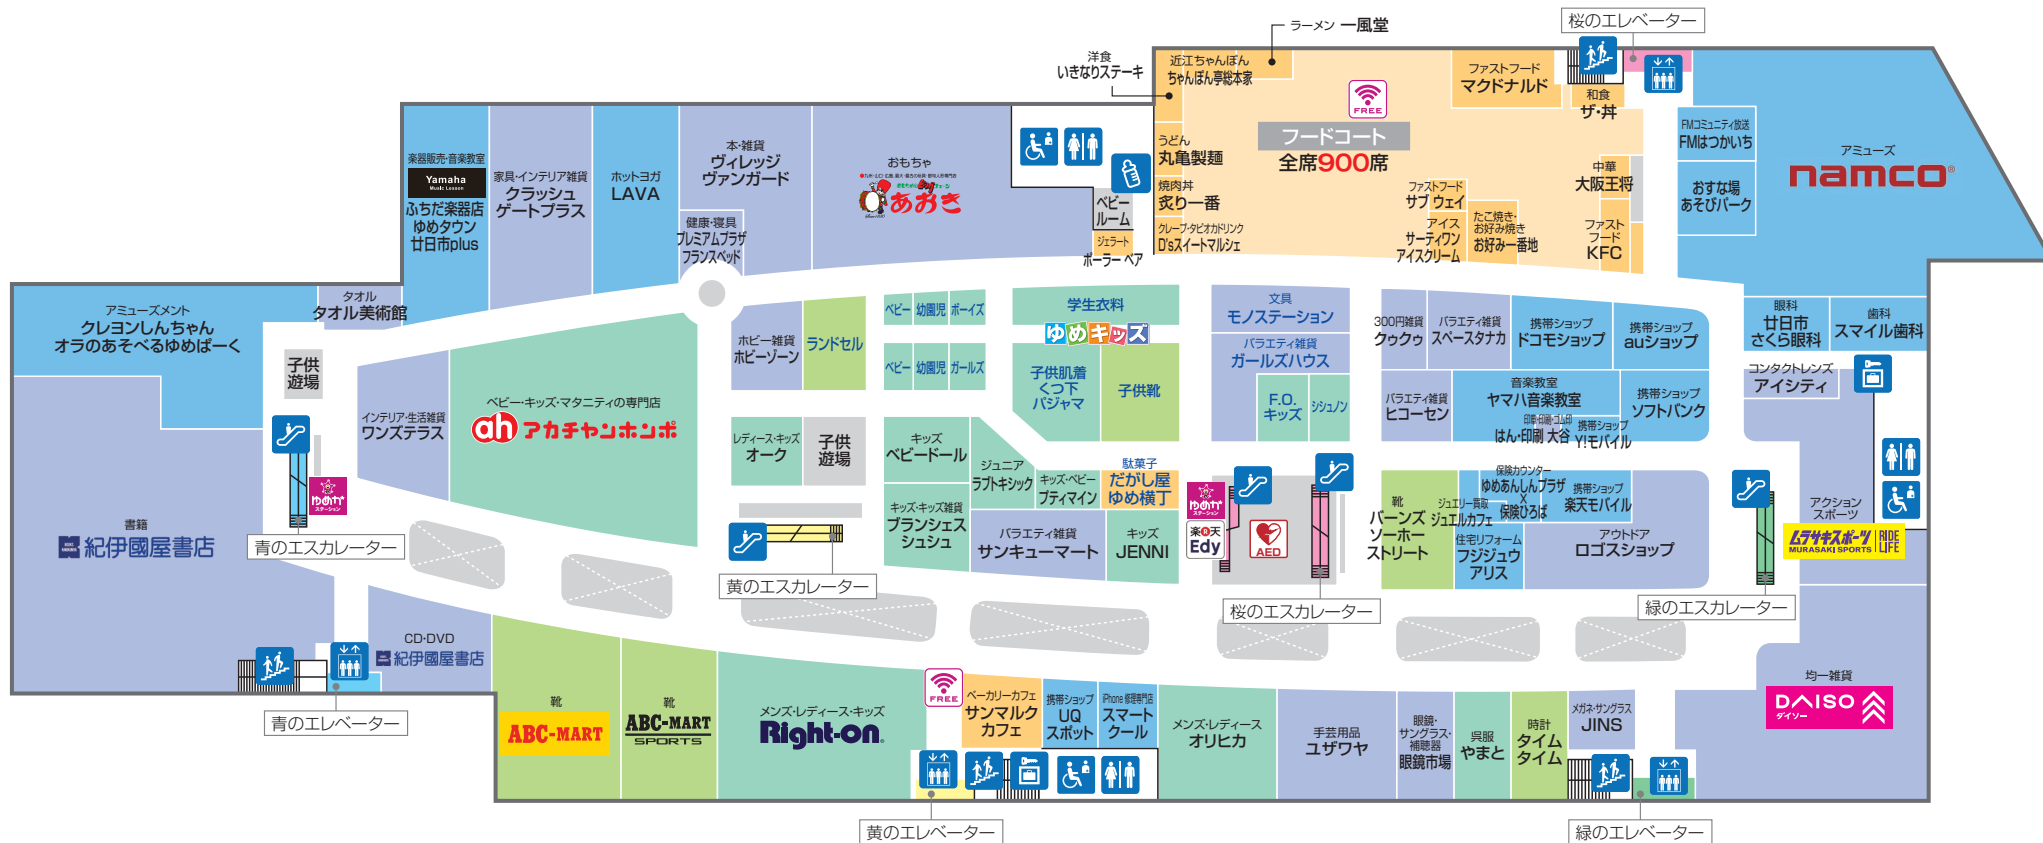 桜のエレベーター
ラーメン 一風堂
洋食
いきなりステーキ
近江ちゃんぽん
ちゃんぽん亭総本家
FREE
ファストフード
マクドナルド
和食
ザ・丼
フードコート
全席900席
うどん
丸亀製麺
焼肉丼
炙り一番
クレープ・タピオカドリンク
D'sスイートマルシェ
ファストフード
サブウェイ
アイス
サーティワン
アイスクリーム
たこ焼き・
お好み焼き
お好み一番地
中華
大阪王将
ファスト
フード
KFC
FMコミュニティ放送
FMはつかいち
おすな場
あそびパーク
アミューズ
namco
楽器販売・音楽教室
Yamaha
Music Lesson
ふちだ楽器店
ゆめタウン
廿日市plus
家具・インテリア雑貨
クラッシュ
ゲートプラス
ホットヨガ
LAVA
本・雑貨
ヴィレッジ
ヴァンガード
健康・寝具
プレミアムプラザ
フランスベッド
おもちゃ
あおき
ベビー
ルーム
ジェラート
ポーラー ベア
アミューズメント
クレヨンしんちゃん
オラのあそべるゆめぱーく
タオル
タオル美術館
子供
遊場
インテリア・生活雑貨
ワンズテラス
ベビー・キッズ・マタニティの専門店
ah アカチャンホンポ
ホビー雑貨
ホビーゾーン
ランドセル
ベビー
幼園児
ボーイズ
ベビー
幼園児
ガールズ
学生衣料
ゆめキッズ
子供肌着
くつ下
パジャマ
子供靴
文具
モノステーション
バラエティ雑貨
ガールズハウス
F.O.
キッズ
シシュノン
300円雑貨
クゥクゥ
バラエティ雑貨
スペースタナカ
携帯ショップ
ドコモショップ
携帯ショップ
auショップ
眼科
廿日市
さくら眼科
歯科
スマイル歯科
コンタクトレンズ
アイシティ
バラエティ雑貨
ヒコーセン
音楽教室
ヤマハ音楽教室
印章・印刷・ゴム印
はん・印刷 大谷
携帯ショップ
Y!モバイル
携帯ショップ
ソフトバンク
レディース・キッズ
オーク
子供
遊場
キッズ
ベビードール
キッズ・キッズ雑貨
ブランシェス
シュシュ
ジュニア
ラブトキシック
キッズ・ベビー
プティマイン
駄菓子
だがし屋
ゆめ横丁
バラエティ雑貨
サンキューマート
キッズ
JENNI
ゆめか
ステーション
楽天
Edy
AED
靴
バーンズ
ソーホー
ストリート
ジュエリー買取
ジュエルカフェ
保険カウンター
ゆめあんしんプラザ
×
保険ひろば
携帯ショップ
楽天モバイル
住宅リフォーム
フジジュウ
アリス
アウトドア
ロゴスショップ
アクション
スポーツ
ムラサキスポーツ
MURASAKI SPORTS
RIDE
LIFE
書籍
紀伊國屋書店
ゆめか
ステーション
青のエスカレーター
黄のエスカレーター
桜のエスカレーター
緑のエスカレーター
CD・DVD
紀伊國屋書店
青のエレベーター
靴
ABC-MART
靴
ABC-MART
SPORTS
メンズ・レディース・キッズ
Right-on
FREE
ベーカリーカフェ
サンマルク
カフェ
携帯ショップ
UQ
スポット
iPhone 修理専門店
スマート
クール
メンズ・レディース
オリヒカ
手芸用品
ユザワヤ
眼鏡・
サングラス・
補聴器
眼鏡市場
呉服
やまと
時計
タイム
タイム
メガネ・サングラス
JINS
均一雑貨
DAISO
ダイソー
黄のエレベーター
緑のエレベーター